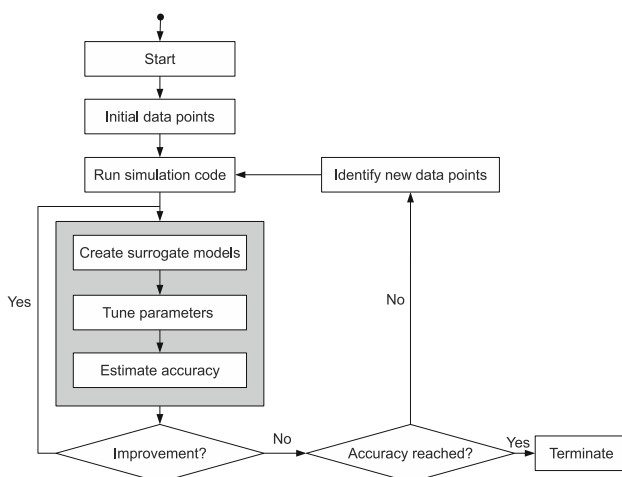 Start
Initial data points
Run simulation code
Identify new data points
Create surrogate models
Yes
No
Tune parameters
Estimate accuracy
Improvement?
No
Accuracy reached?
Yes
Terminate